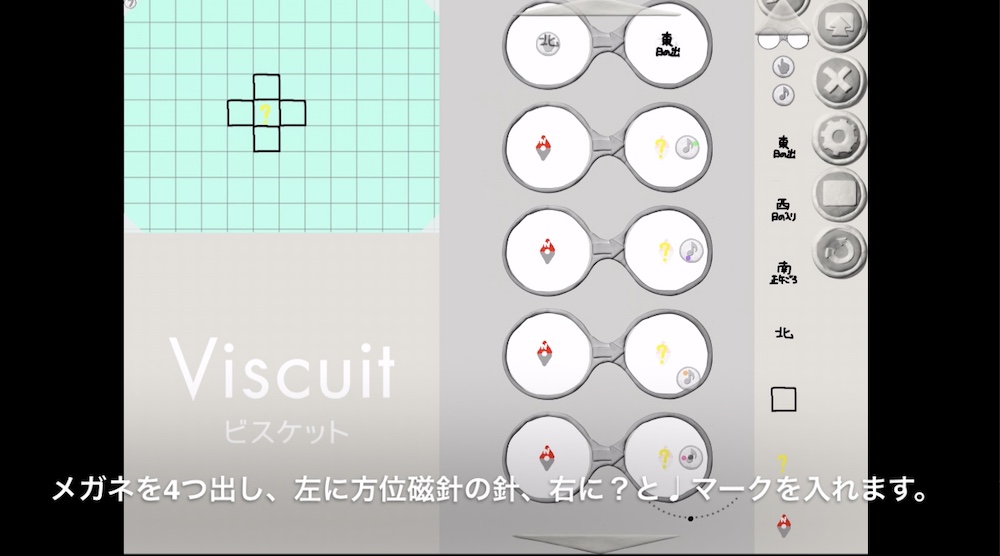 ?
北
東
日の出
?
♪
東
日の出
西
日の入り
?
♪
南
正午ごろ
北
?
♪
Viscuit
ビスケット
?
♪
?
メガネを4つ出し、左に方位磁針の針、右に？と♩マークを入れます。